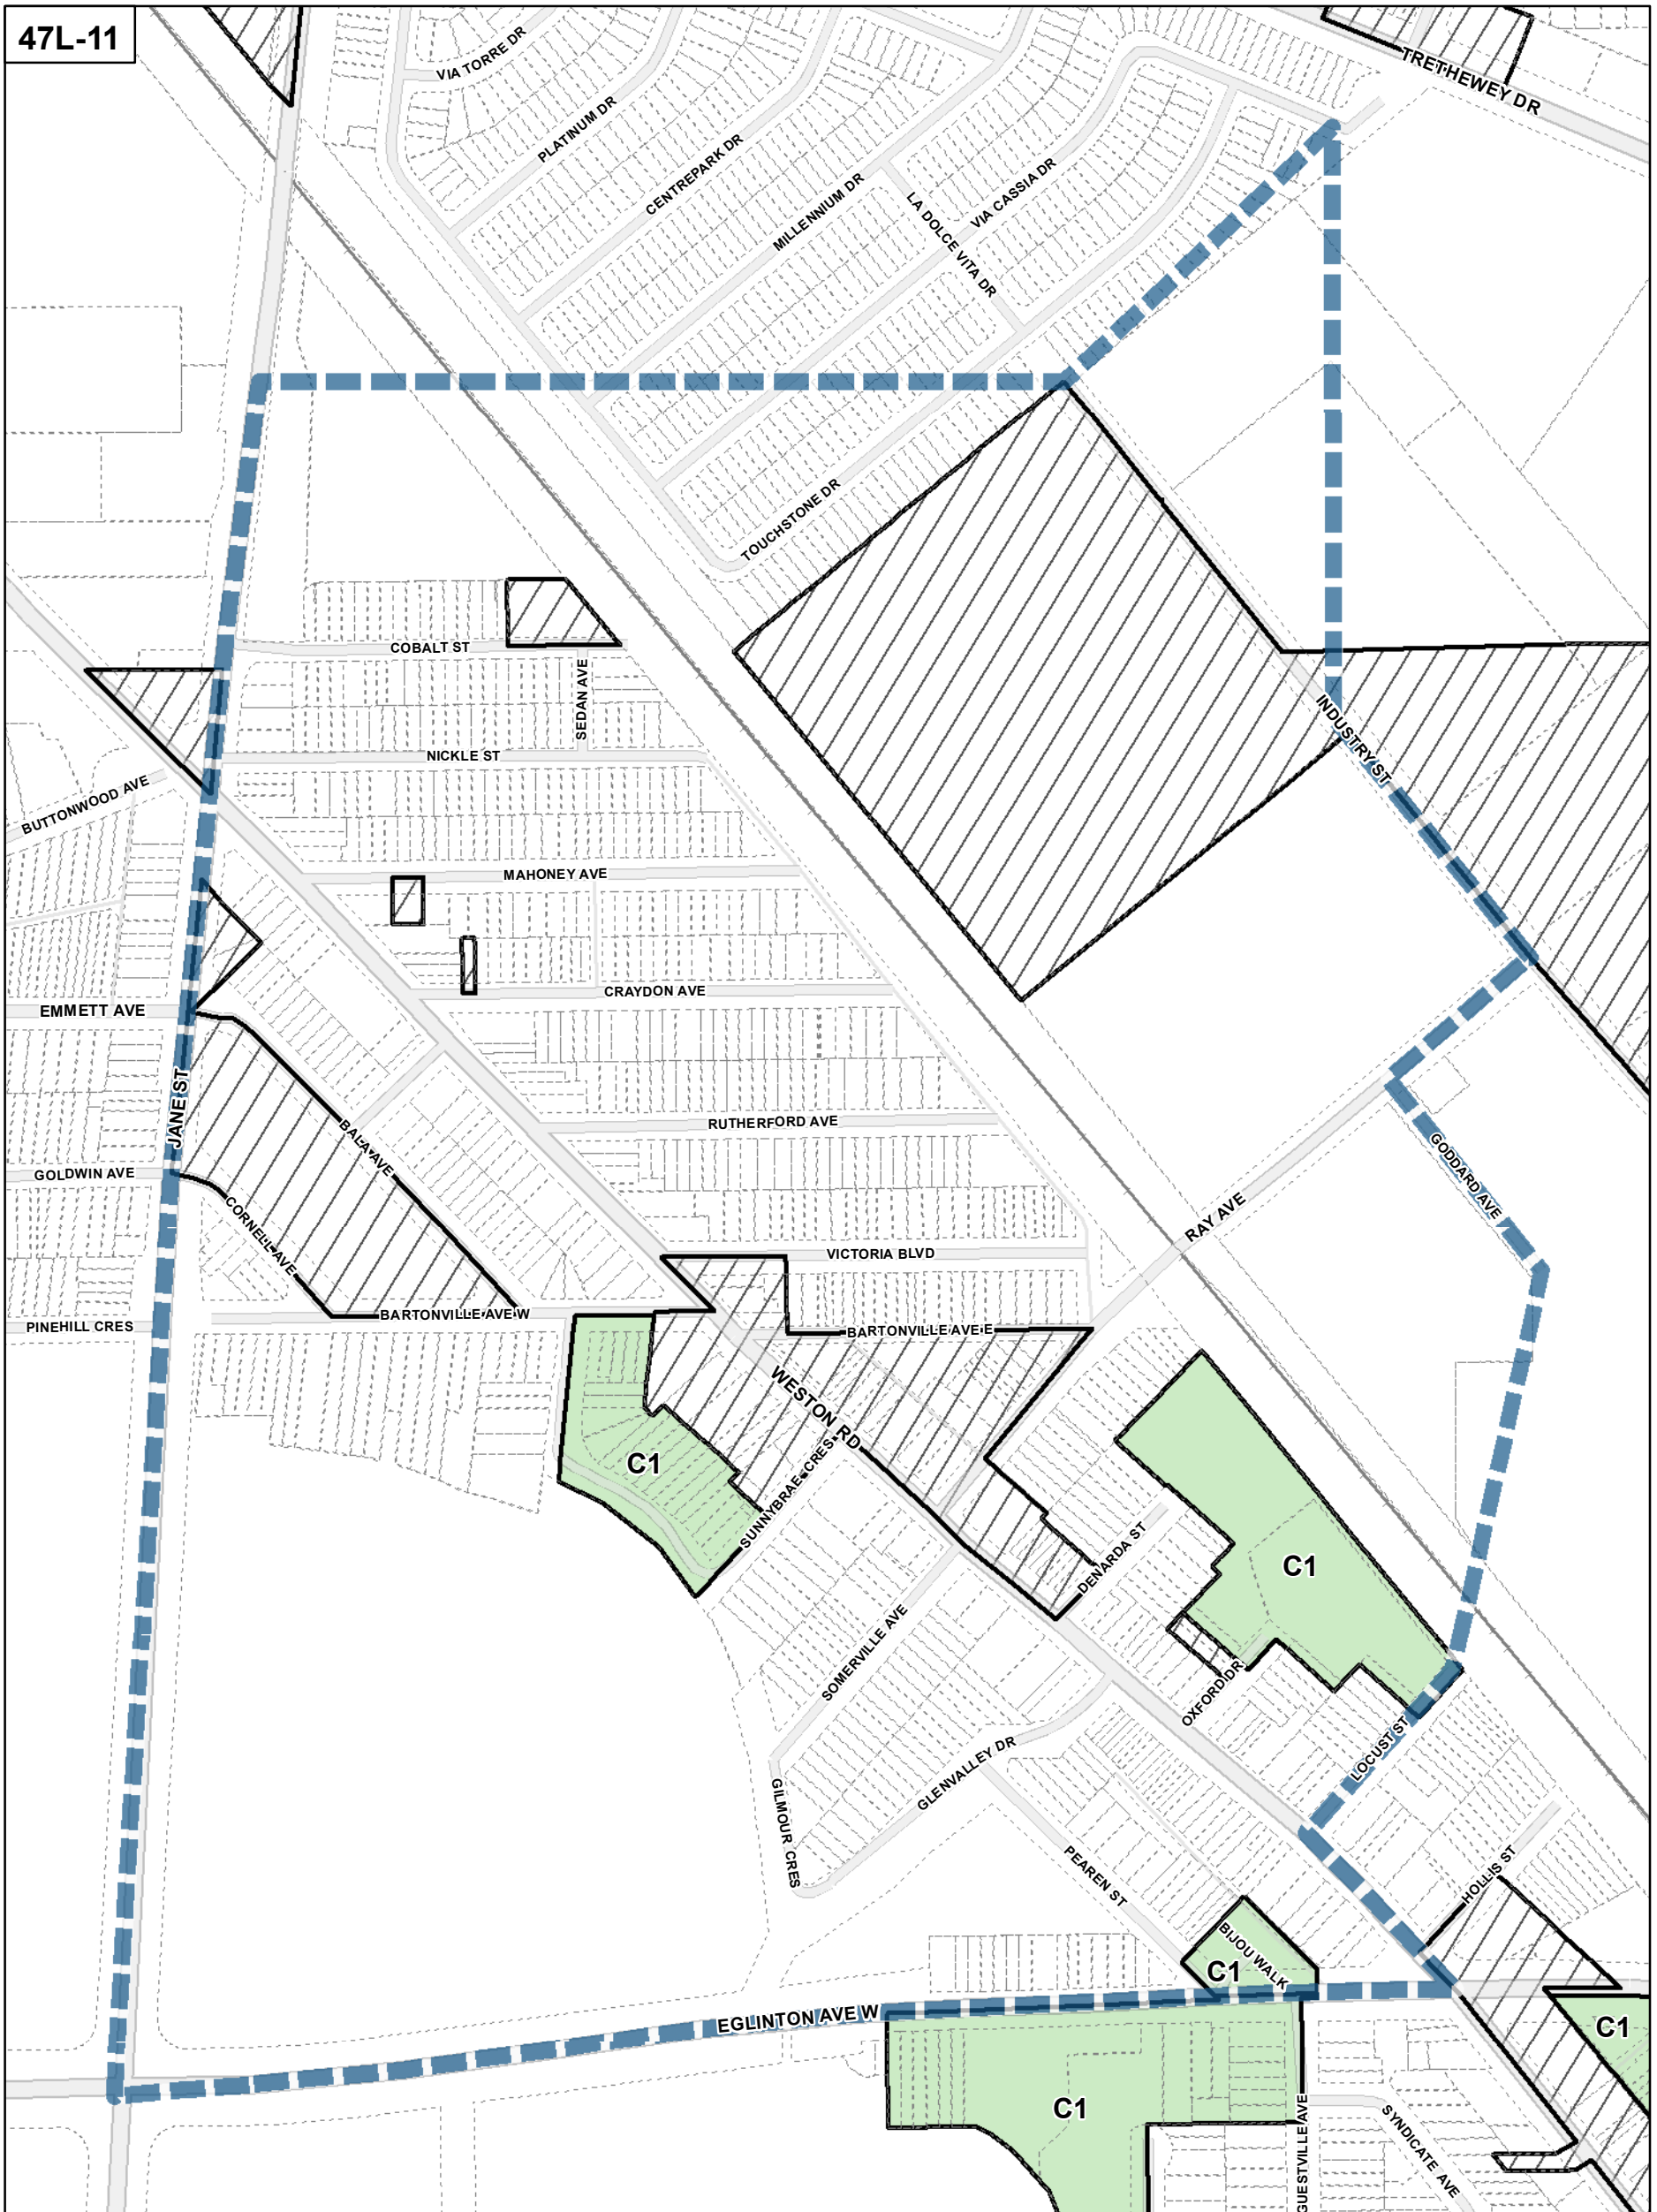 47L-11
VIA TORRE DR
TRETHEWEY DR
PLATINUM DR
CENTREPARK DR
MILLENNIUM DR
VIA CASSIA DR
LA DOLCE VITA DR
TOUCHSTONE DR
COBALT ST
SEDAN AVE
INDUSTRY ST
NICKLE ST
BUTTONWOOD AVE
MAHONEY AVE
CRAYDON AVE
EMMETT AVE
JANE ST
RUTHERFORD AVE
BALA AVE
GODDARD AVE
GOLDWIN AVE
CORNELL AVE
RAY AVE
VICTORIA BLVD
BARTONVILLE AVE W
PINEHILL CRES
BARTONVILLE AVE E
WESTON RD
C1
SUNNYBRAE CRES
DENARDA ST
C1
SOMERVILLE AVE
OXFORD DR
LOCUST ST
GLENVALLEY DR
GILMOUR CRES
PEAREN ST
HOLLIS ST
BIJOU WALK
C1
EGLINTON AVE W
C1
C1
GUESTVILLE AVE
SYNDICATE AVE